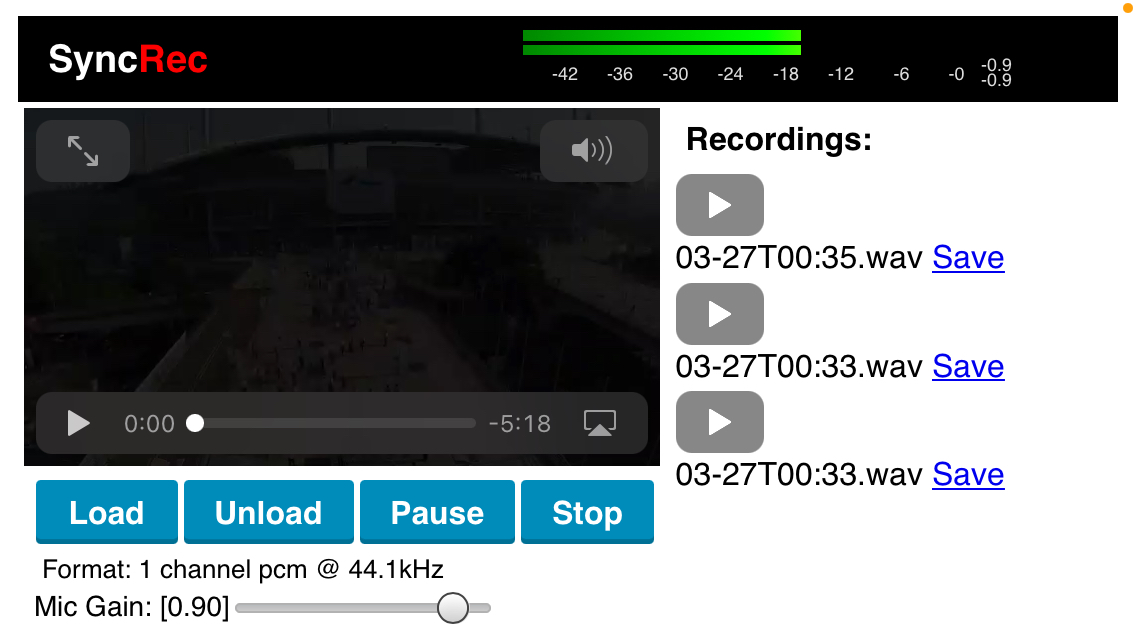 SyncRec
-42 -36 -30 -24 -18 -12 -6 -0
-0.9
-0.9
Recordings:
03-27T00:35.wav Save
03-27T00:33.wav Save
03-27T00:33.wav Save
0:00 -5:18
Load Unload Pause Stop
Format: 1 channel pcm @ 44.1kHz
Mic Gain: [0.90]